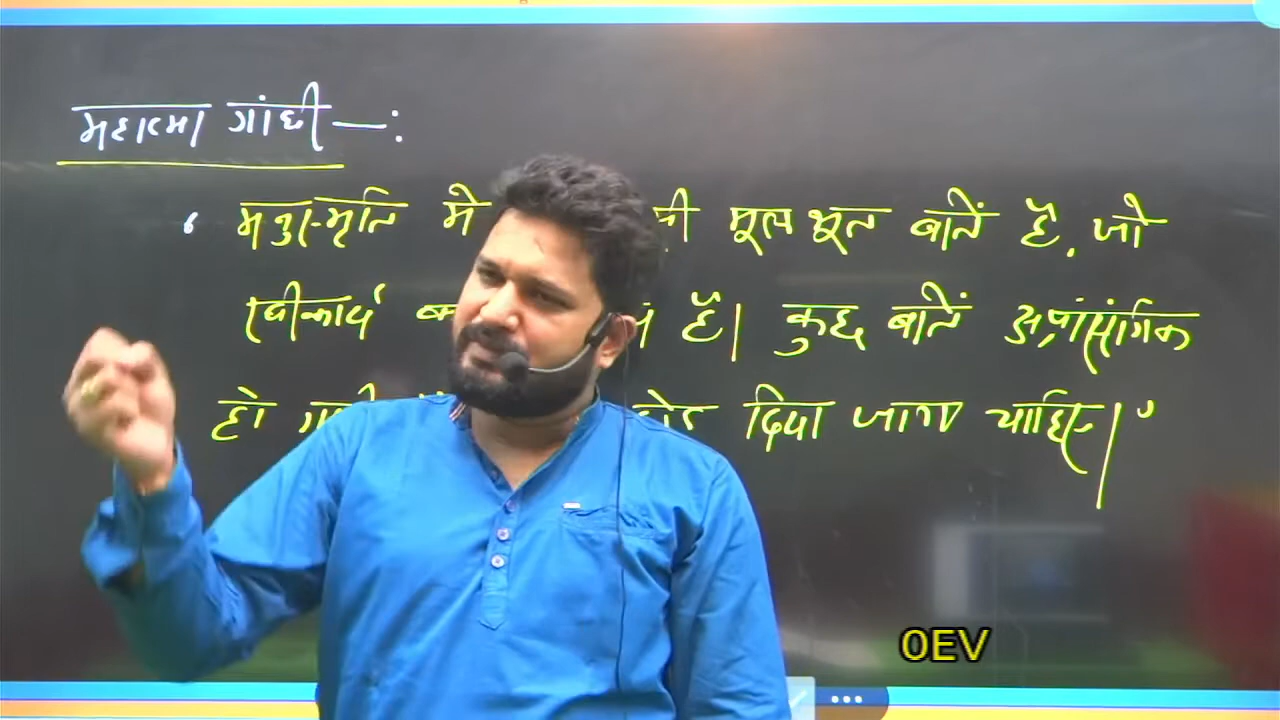 महात्मा गांधी —:
' मनुस्मृति मे की मूलभूत बातें है, जो
स्वीकार्य है। कुछ बातें अप्रासंगिक
हो दिया जाना चाहिए।'
OEV